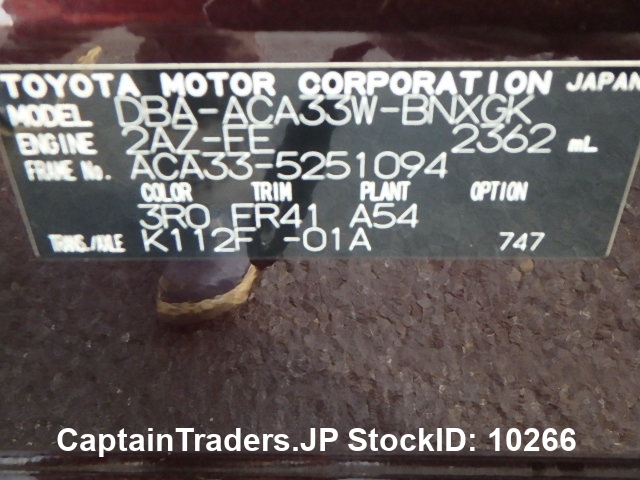 TOYOTA MOTOR CORPORATION JAPAN
MODEL DBA-ACA33W-BNXGK
ENGINE 2AZ-FE 2362 mL
FRAME No. ACA33-5251094
COLOR TRIM PLANT OPTION
3R0 FR41 A54
TRANS./AXLE K112F -01A 747
CaptainTraders.JP StockID: 10266